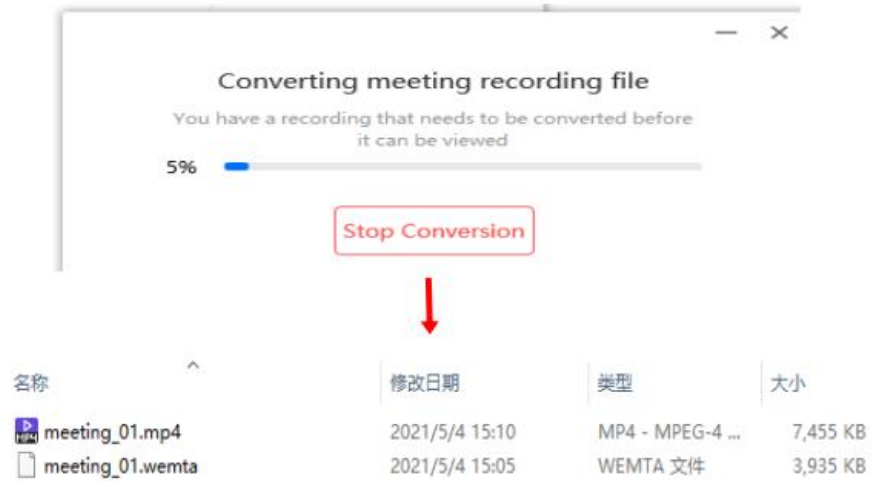 Converting meeting recording file
You have a recording that needs to be converted before
it can be viewed
5%
Stop Conversion
名称 修改日期 类型 大小
MP4 meeting_01.mp4 2021/5/4 15:10 MP4 - MPEG-4 ... 7,455 KB
meeting_01.wemta 2021/5/4 15:05 WEMTA 文件 3,935 KB